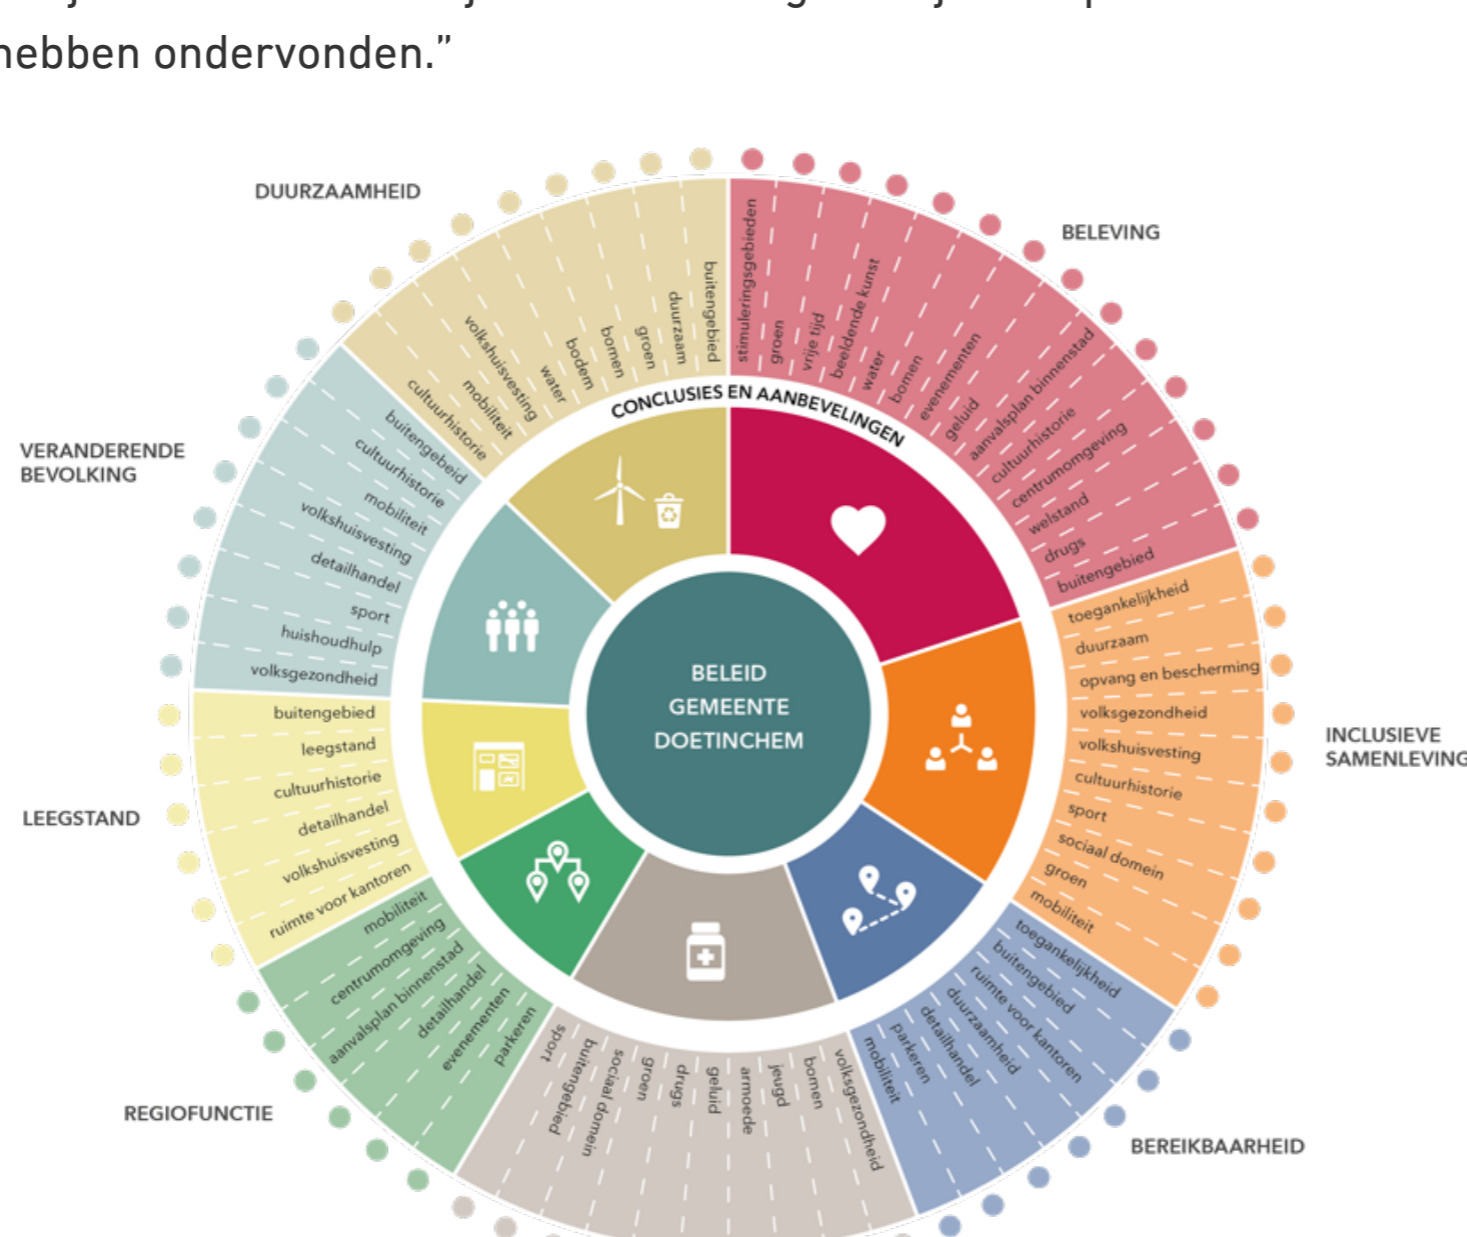 hebben ondervonden.”
DUURZAAMHEID
BELEVING
VERANDERENDE
BEVOLKING
INCLUSIEVE
SAMENLEVING
LEEGSTAND
REGIOFUNCTIE
BEREIKBAARHEID
CONCLUSIES EN AANBEVELINGEN
BELEID
GEMEENTE
DOETINCHEM
stimuleringsgebieden
groen
vrije tijd
beeldende kunst
water
bomen
evenementen
geluid
aanvalsplan binnenstad
cultuurhistorie
centrumomgeving
welstand
drugs
buitengebied
toegankelijkheid
duurzaam
opvang en bescherming
volksgezondheid
volkshuisvesting
cultuurhistorie
sport
sociaal domein
groen
mobiliteit
toegankelijkheid
buitengebied
ruimte voor kantoren
duurzaamheid
detailhandel
parkeren
mobiliteit
volksgezondheid
bomen
jeugd
armoede
geluid
drugs
groen
sociaal domein
buitengebied
sport
parkeren
evenementen
detailhandel
aanvalsplan binnenstad
centrumomgeving
mobiliteit
ruimte voor kantoren
volkshuisvesting
detailhandel
cultuurhistorie
leegstand
buitengebied
volksgezondheid
huishoudhulp
sport
detailhandel
volkshuisvesting
mobiliteit
cultuurhistorie
buitengebeid
cultuurhistorie
mobiliteit
volkshuisvesting
water
bodem
bomen
groen
duurzaam
buitengebied